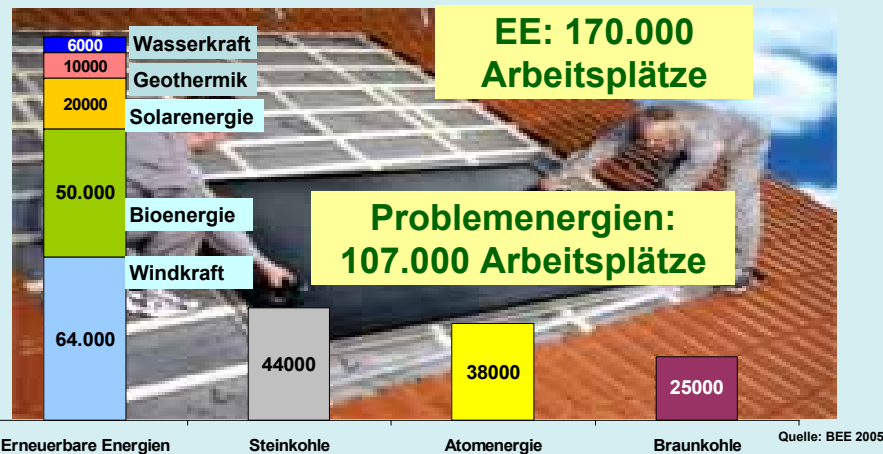 EE: 170.000
Arbeitsplätze
6000
Wasserkraft
10000
Geothermik
20000
Solarenergie
50.000
Bioenergie
Problemenergien:
107.000 Arbeitsplätze
Windkraft
64.000
44000
38000
25000
Erneuerbare Energien
Steinkohle
Atomenergie
Braunkohle
Quelle: BEE 2005